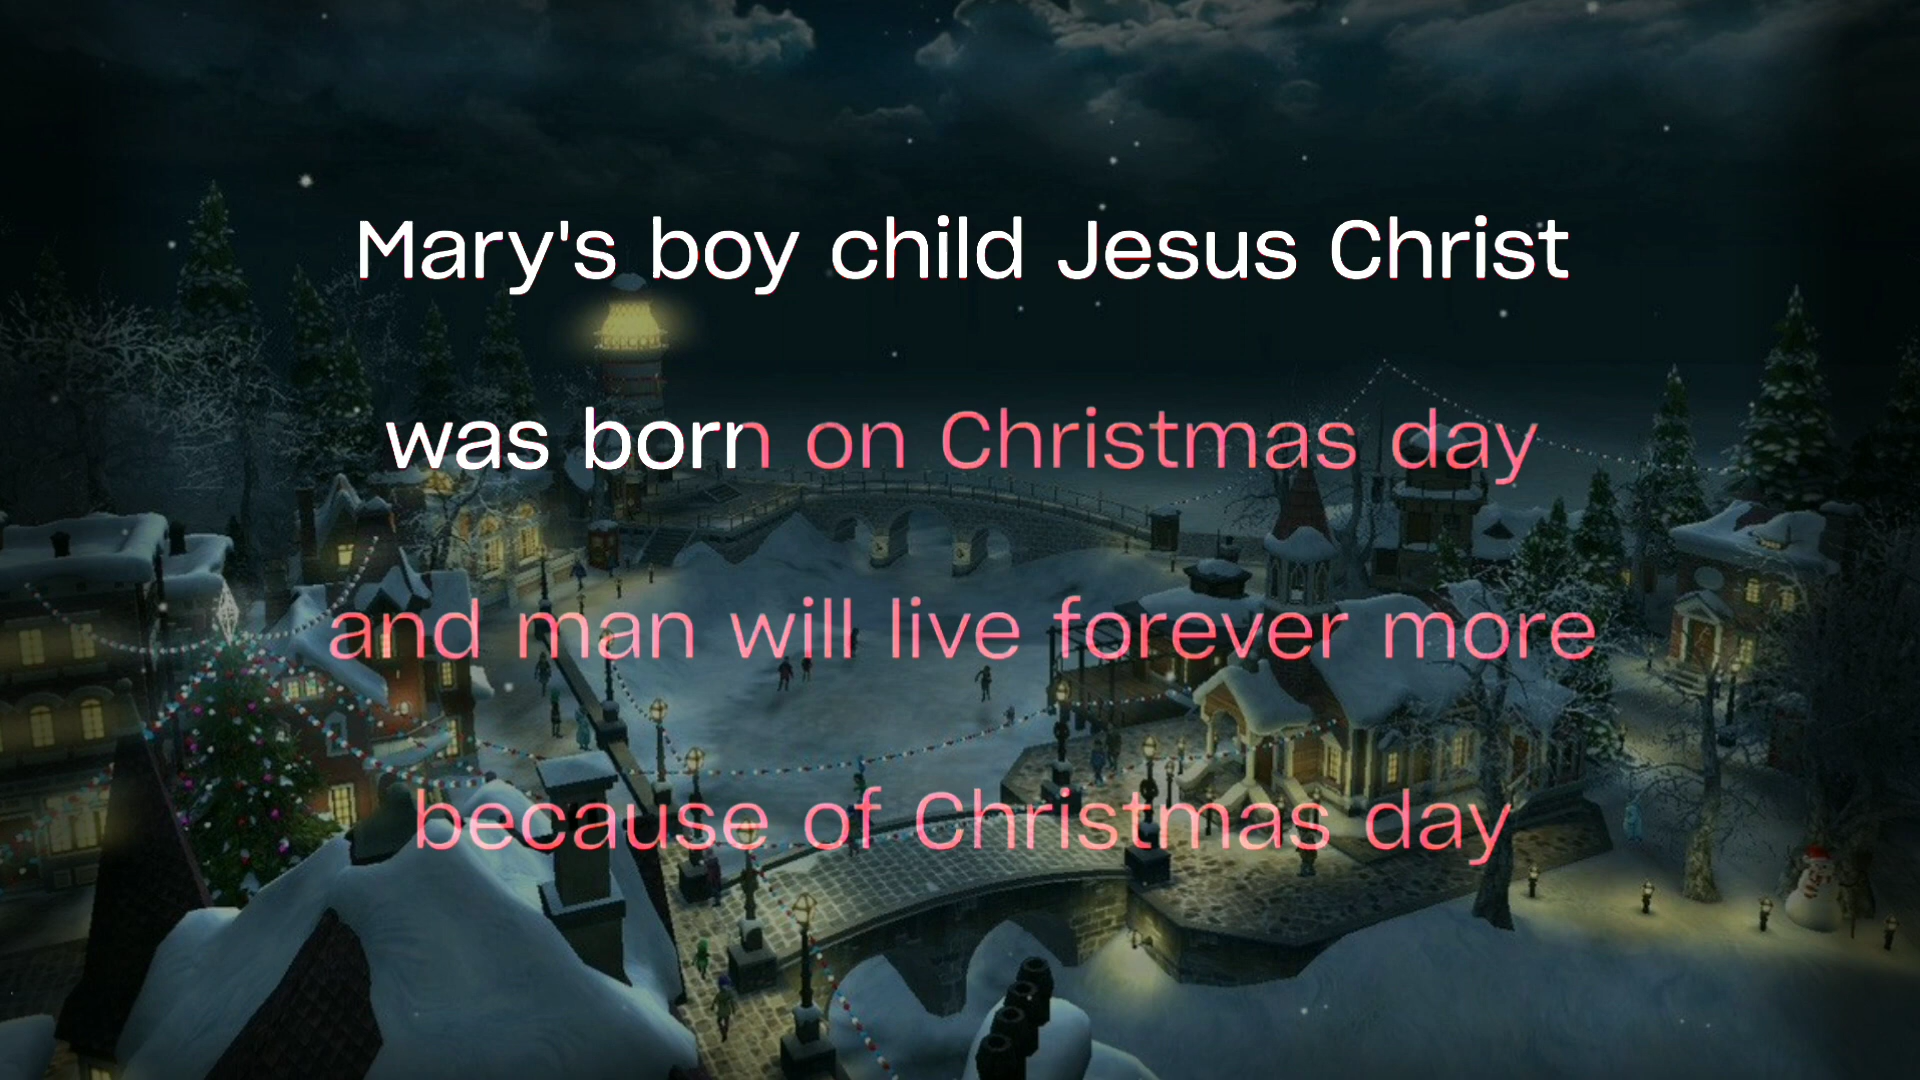 Mary's boy child Jesus Christ
was born on Christmas day
and man will live forever more
because of Christmas day